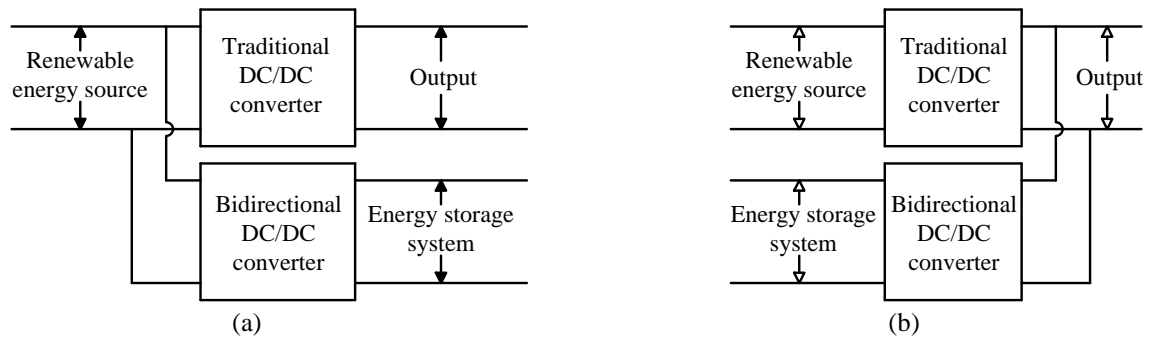 Renewable
energy source
Traditional
DC/DC
converter
Output
Bidirectional
DC/DC
converter
Energy storage
system
(a)
Renewable
energy source
Traditional
DC/DC
converter
Output
Energy storage
system
Bidirectional
DC/DC
converter
(b)